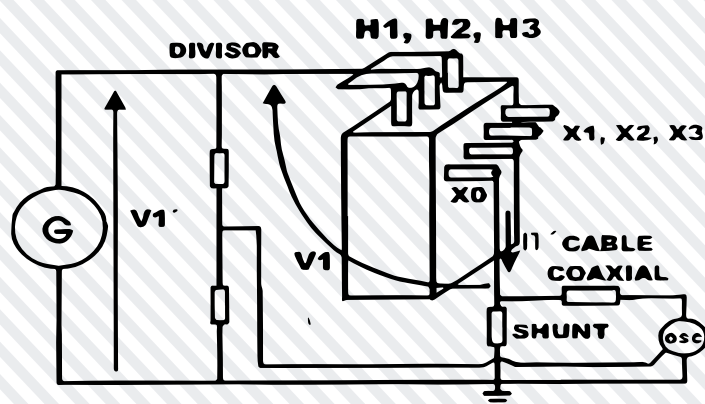 H1, H2, H3
DIVISOR
X1, X2, X3
X0
G
V1´
V1
I1´
CABLE
COAXIAL
SHUNT
OSC